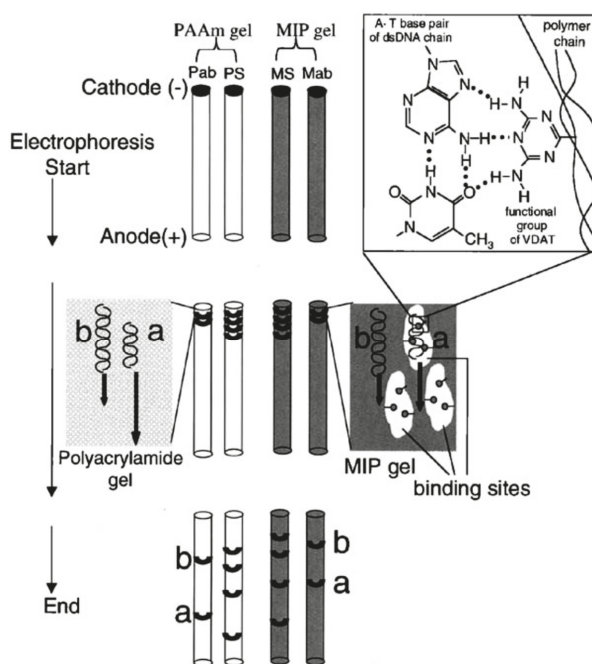 PAAm gel
MIP gel
Pab PS
MS Mab
Cathode (-)
Electrophoresis
Start
Anode(+)
A·T base pair
of dsDNA chain
polymer
chain
N
N
H
N
H
N
N
N
N
H
N
N
N
H
H
H
N
H
HN
O
O
N
CH3
functional
group
of VDAT
b
a
Polyacrylamide
gel
b
a
MIP gel
binding sites
b
a
b
a
End